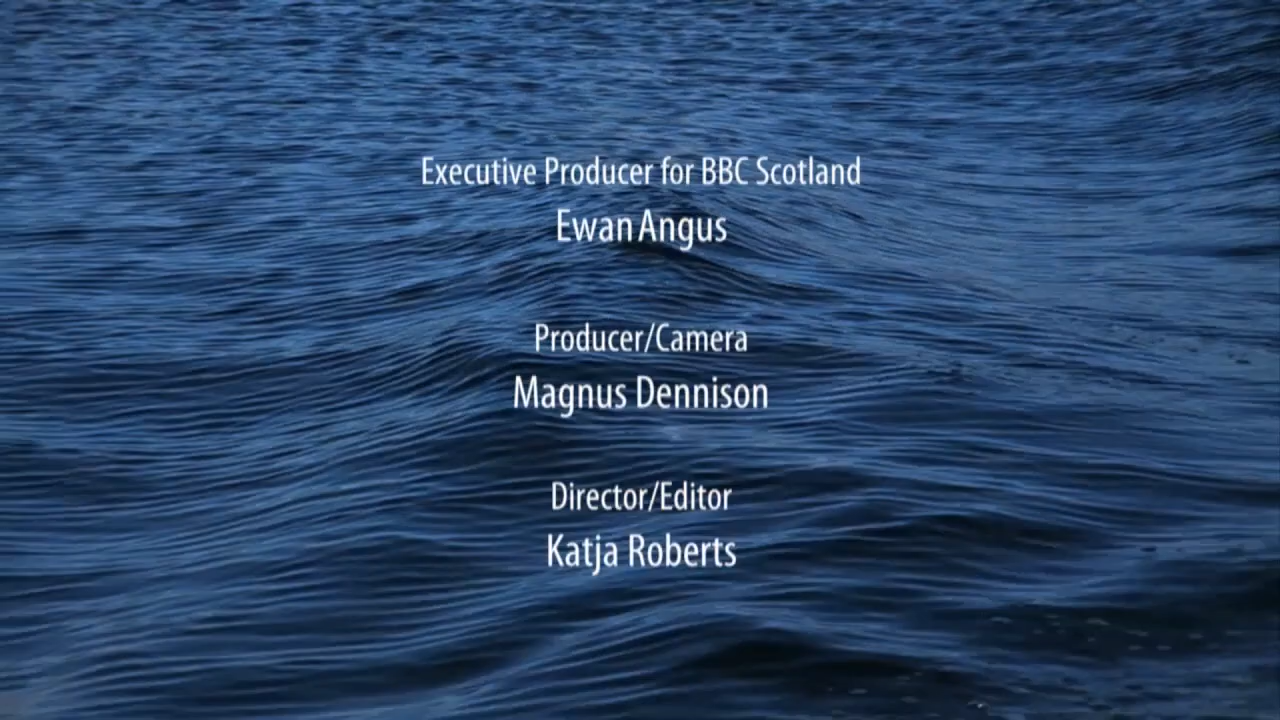 Executive Producer for BBC Scotland
Ewan Angus
Producer/Camera
Magnus Dennison
Director/Editor
Katja Roberts